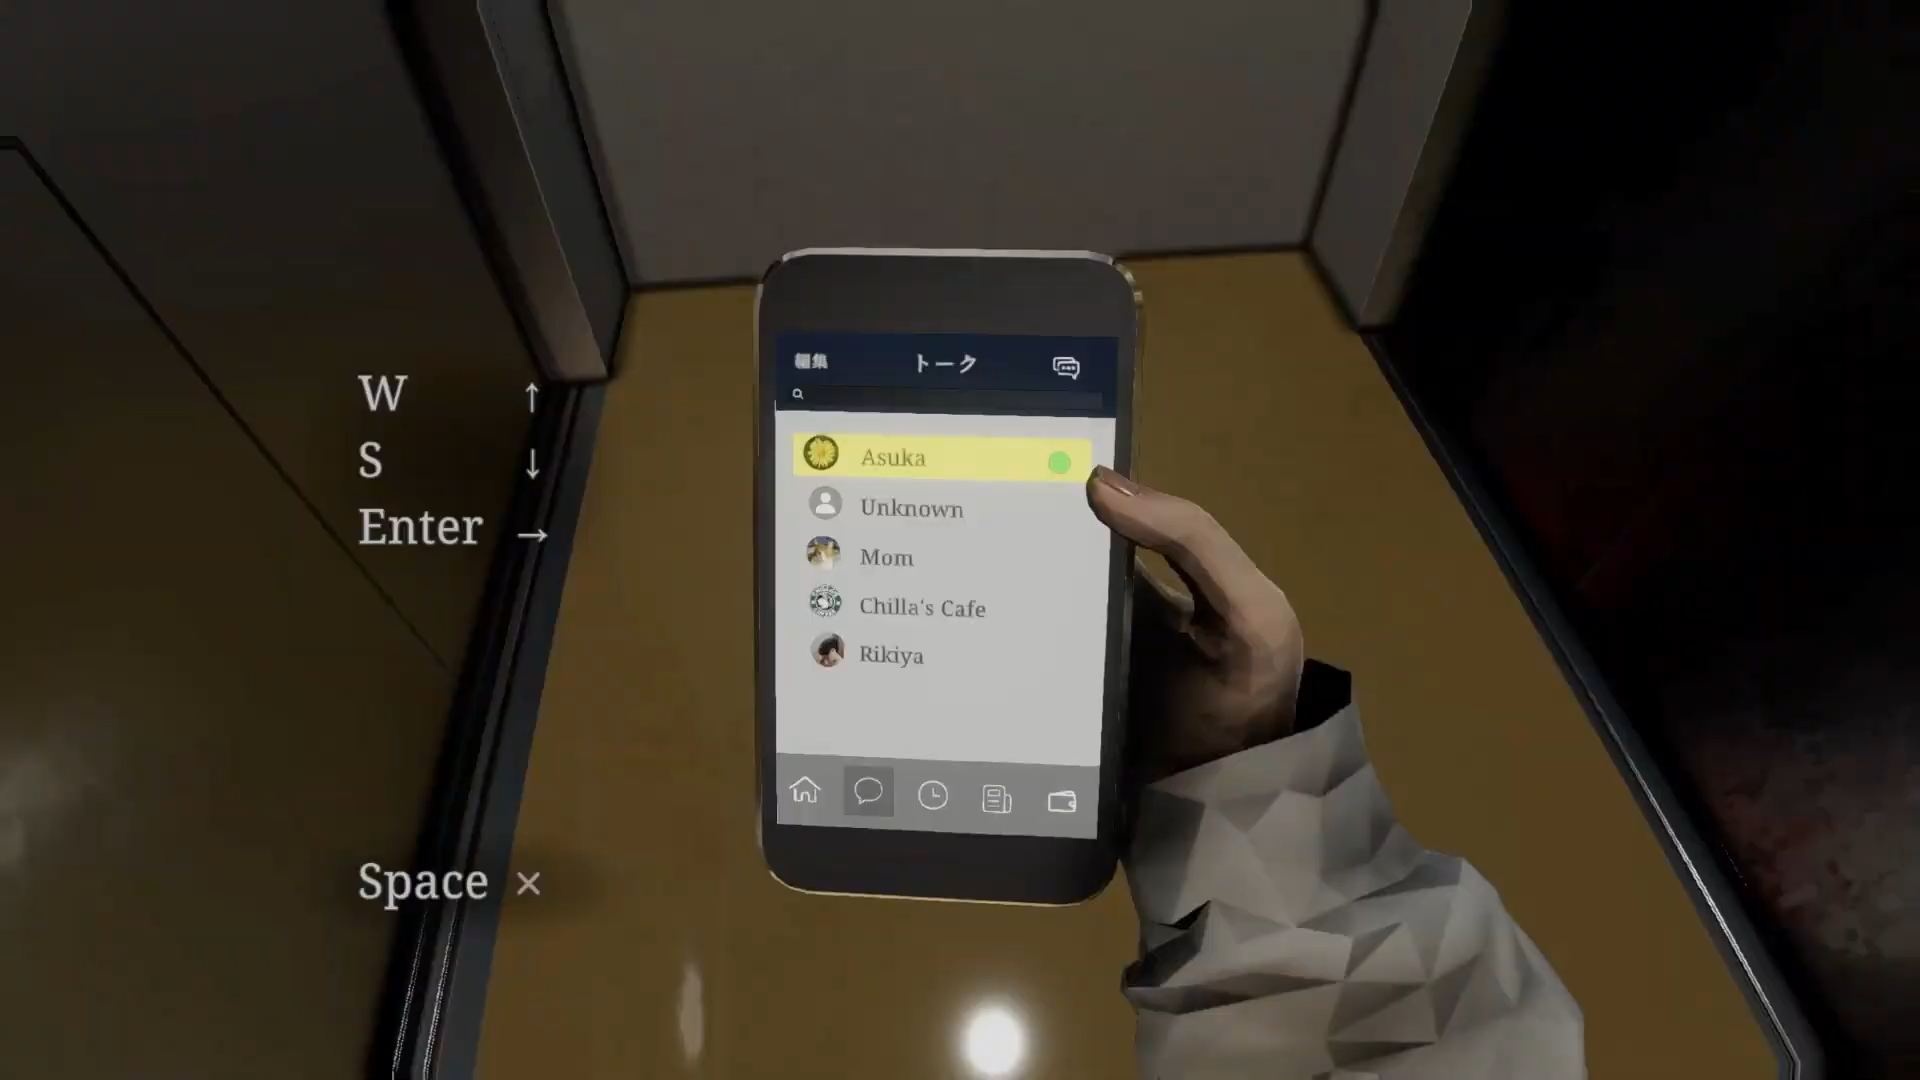 編集 トーク
Asuka
Unknown
Mom
Chilla's Cafe
Rikiya
W ↑
S ↓
Enter →
Space ×